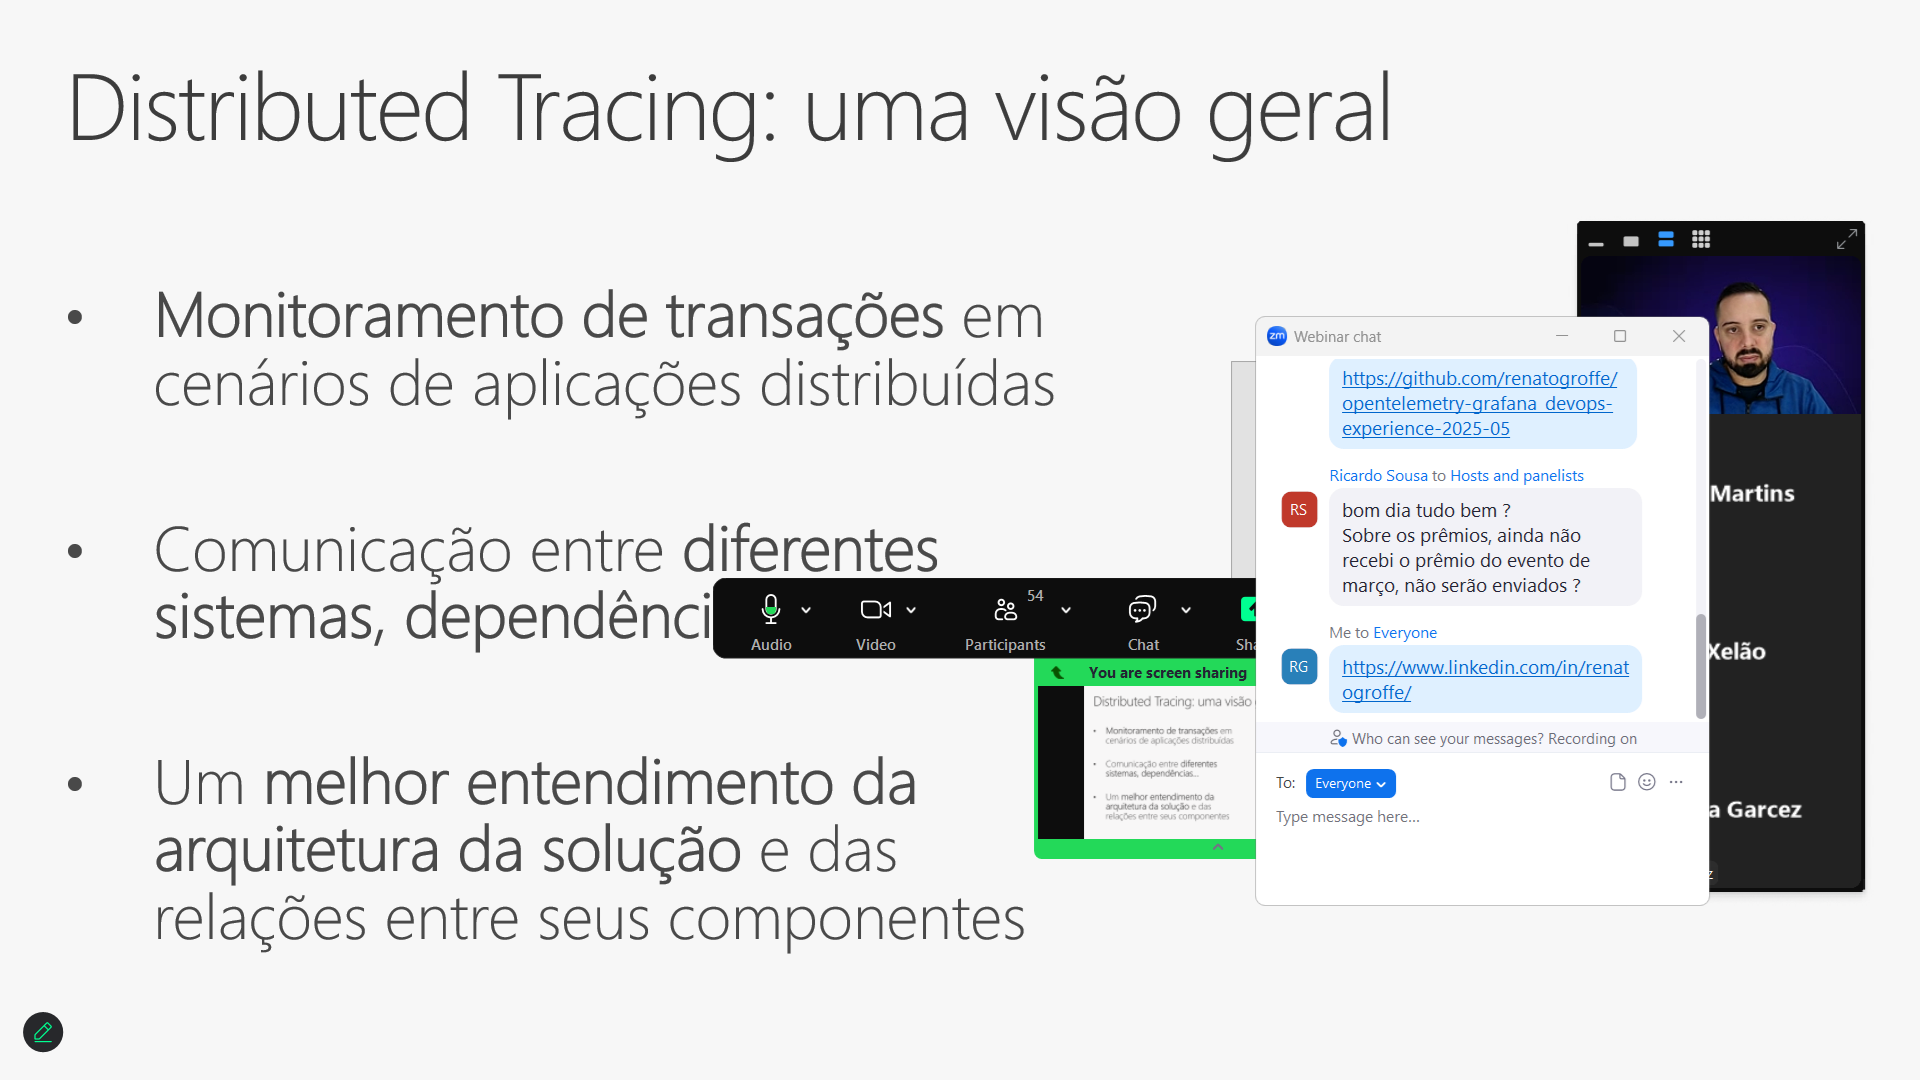 Distributed Tracing: uma visão geral
• Monitoramento de transações em
cenários de aplicações distribuídas
• Comunicação entre diferentes
sistemas, dependênci
• Um melhor entendimento da
arquitetura da solução e das
relações entre seus componentes
54
Audio
Video
Participants
Chat
Sha
You are screen sharing
Distributed Tracing: uma visão
• Monitoramento de transações em
cenários de aplicações distribuídas
• Comunicação entre diferentes
sistemas, dependências...
• Um melhor entendimento da
arquitetura da solução e das
relações entre seus componentes
zm Webinar chat
https://github.com/renatogroffe/
opentelemetry-grafana_devops-
experience-2025-05
Ricardo Sousa to Hosts and panelists
RS
bom dia tudo bem ?
Sobre os prêmios, ainda não
recebi o prêmio do evento de
março, não serão enviados ?
Me to Everyone
RG
https://www.linkedin.com/in/renat
ogroffe/
Who can see your messages? Recording on
To: Everyone
Type message here...
Martins
Xelão
a Garcez
z